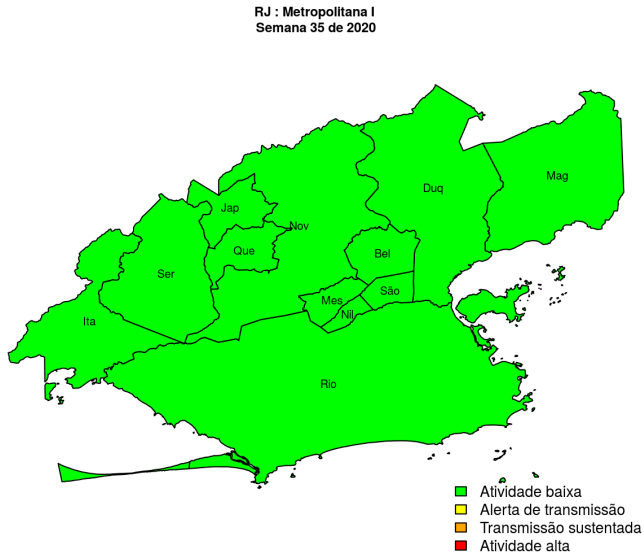 RJ : Metropolitana I
Semana 35 de 2020
Mag
Duq
Jap
Nov
Que
Bel
Ser
São
Mes
Nil
Ita
Rio
Atividade baixa
Alerta de transmissão
Transmissão sustentada
Atividade alta